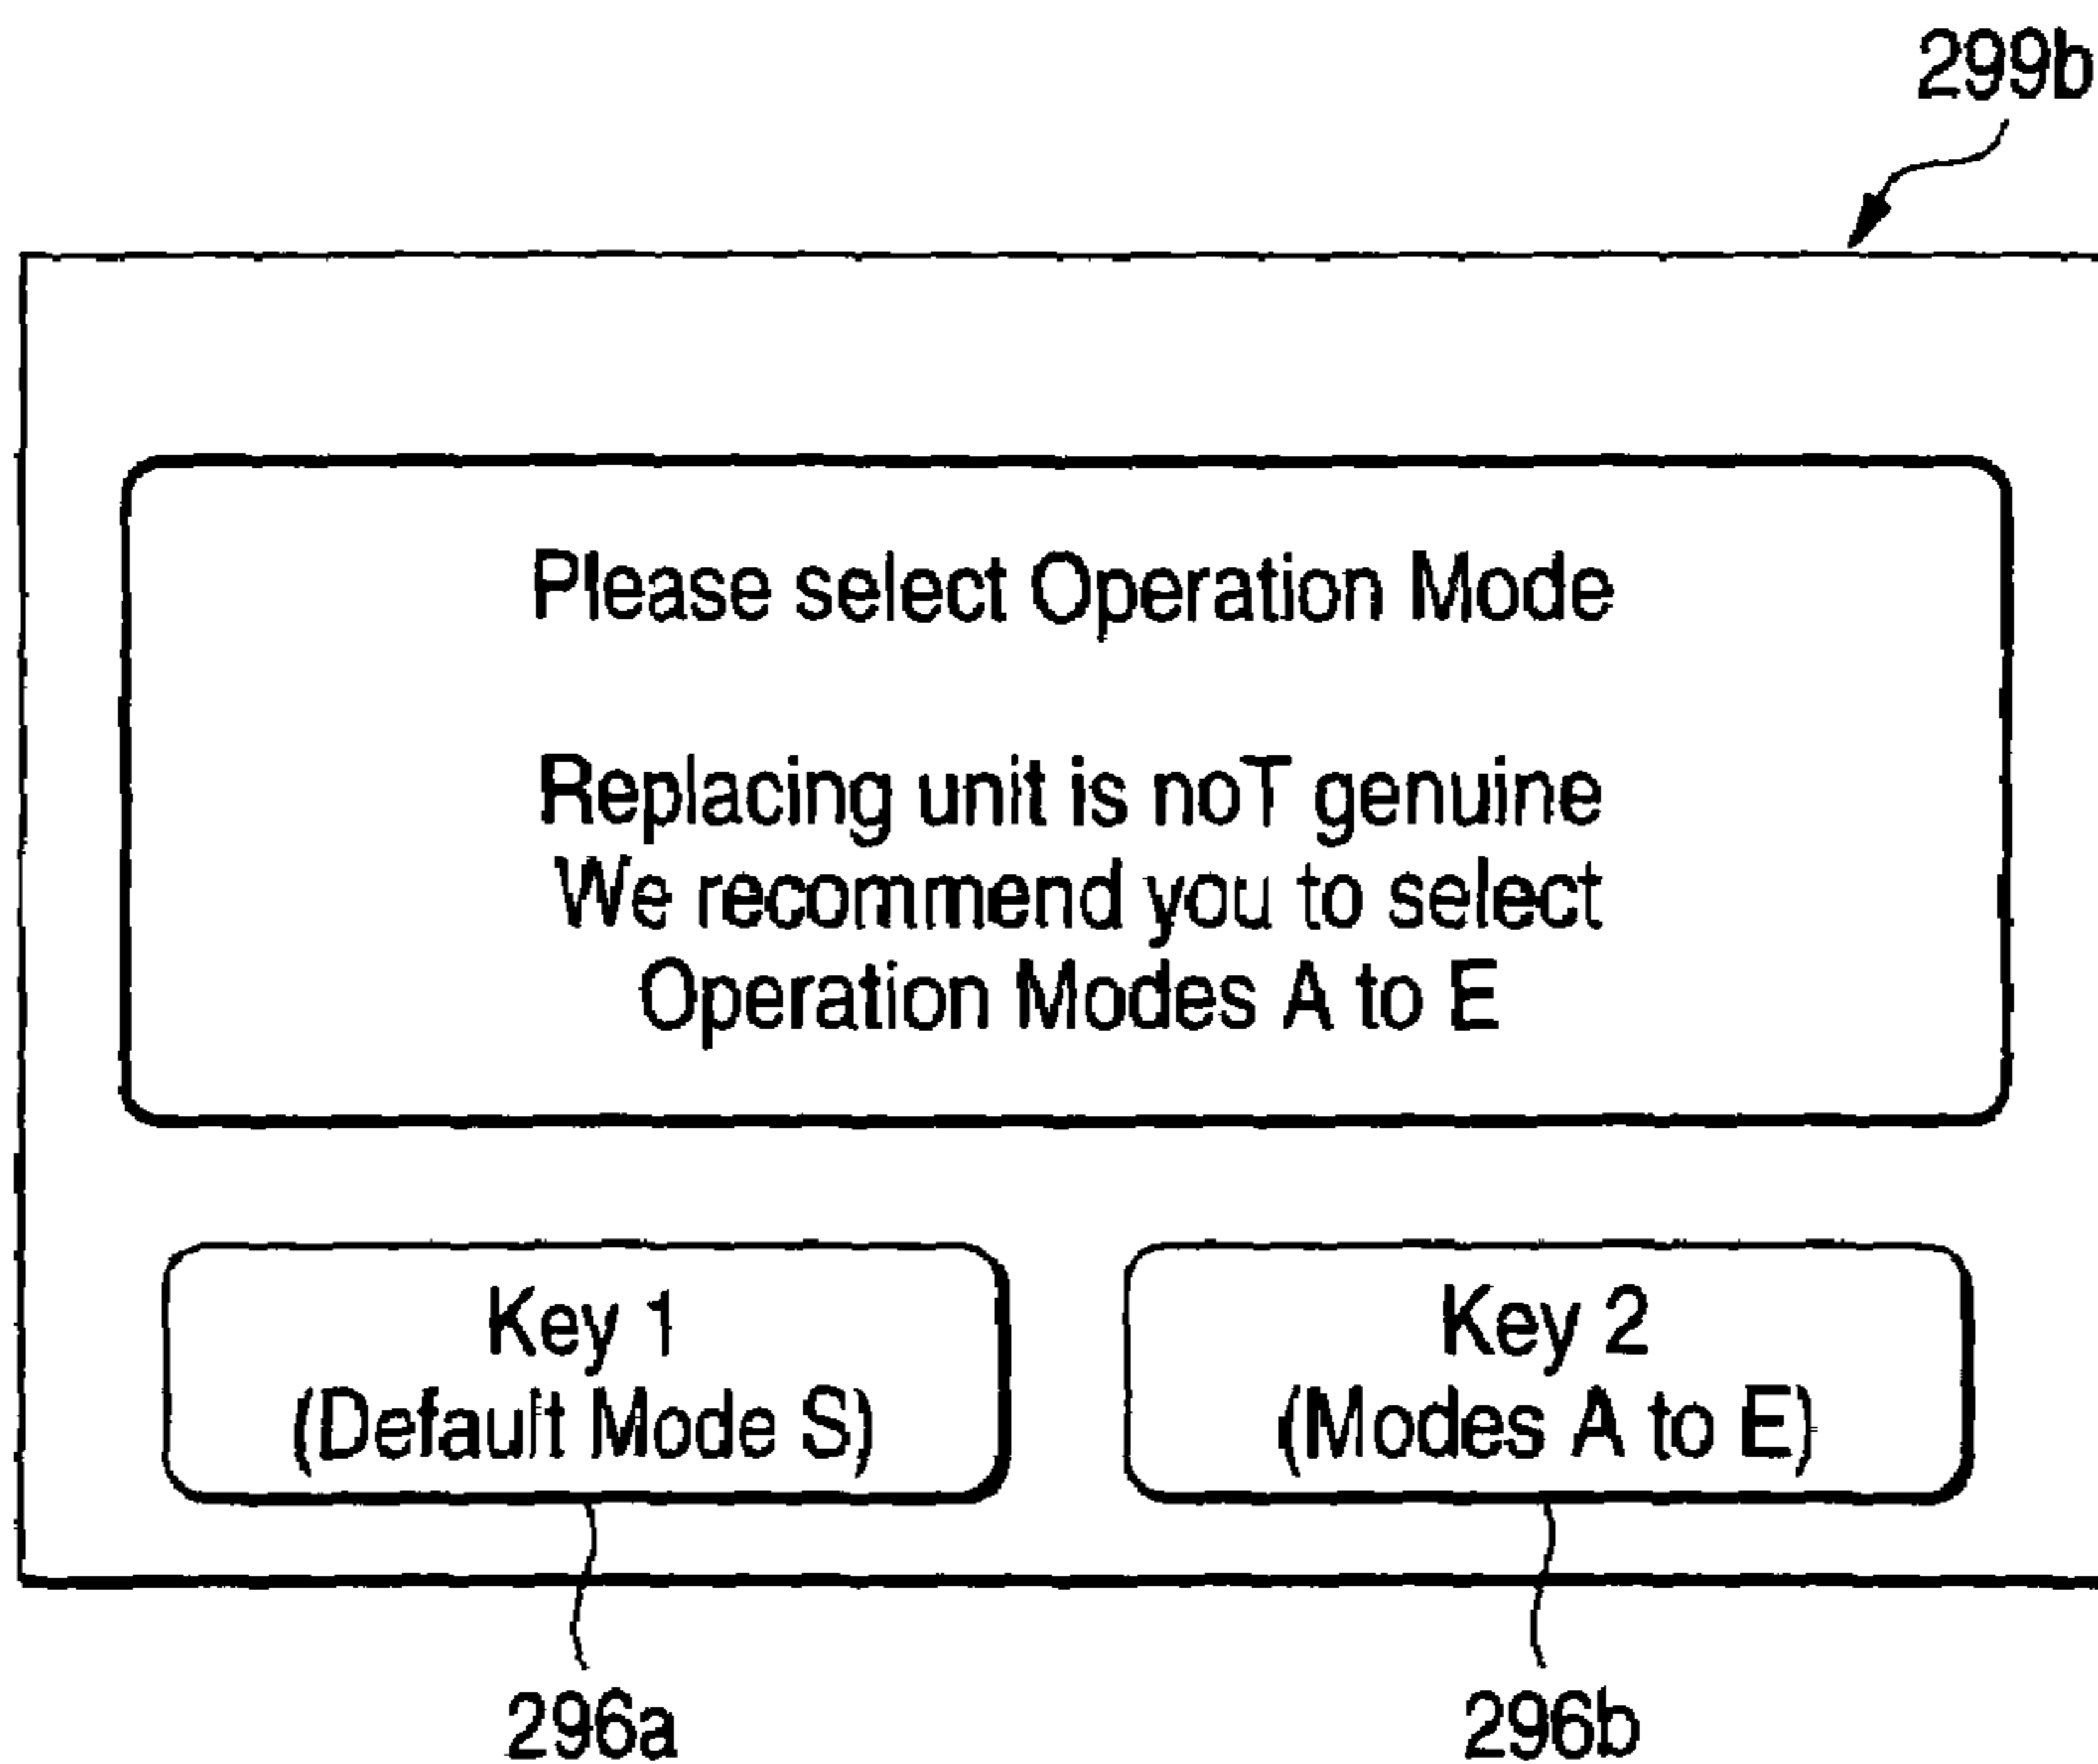 299b
Please select Operation Mode
Replacing unit is noT genuine
We recommend you to select
Operation Modes A to E
Key 1
(Default Mode S)
Key 2
(Modes A to E)
296a
296b